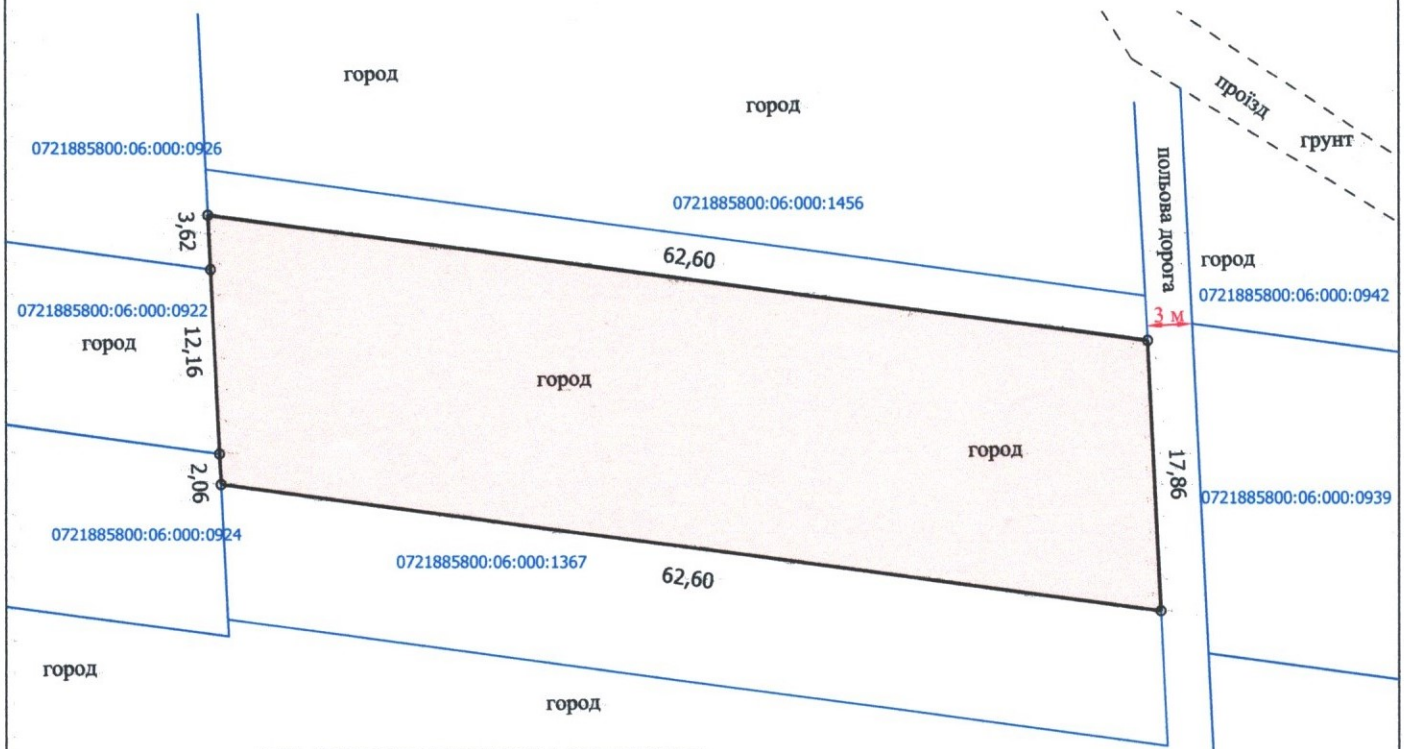 город
город
проїзд
грунт
0721885800:06:000:0926
польова дорога
0721885800:06:000:1456
3,62
62,60
город
0721885800:06:000:0942
0721885800:06:000:0922
3 м
город
12,16
город
город
17,86
2,06
0721885800:06:000:0939
0721885800:06:000:0924
0721885800:06:000:1367
62,60
город
город